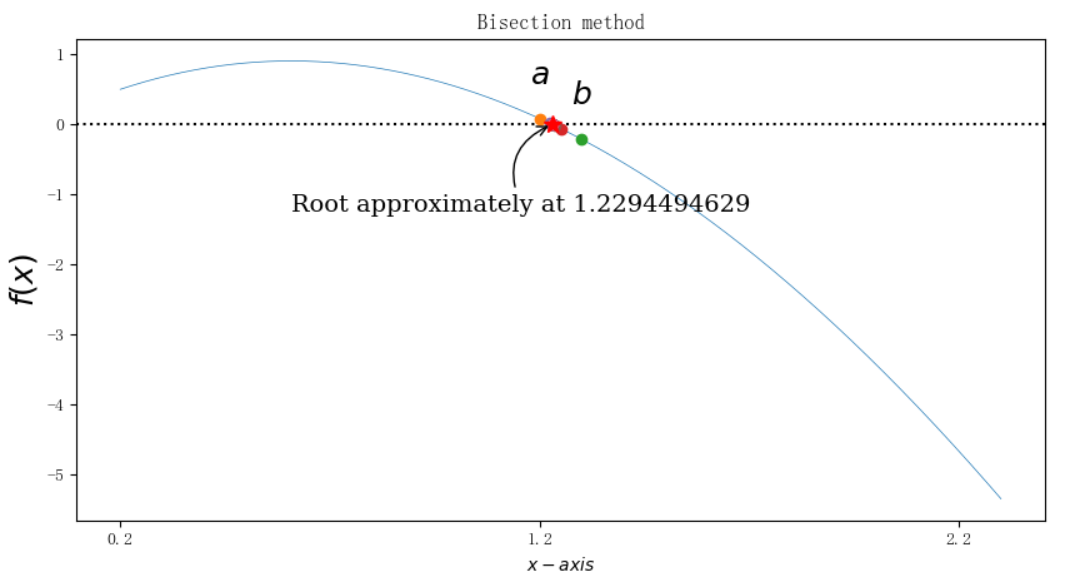 Bisection method
1
0
−1
−2
−3
−4
−5
f(x)
a
b
Root approximately at 1.2294494629
0.2
1.2
2.2
x − axis